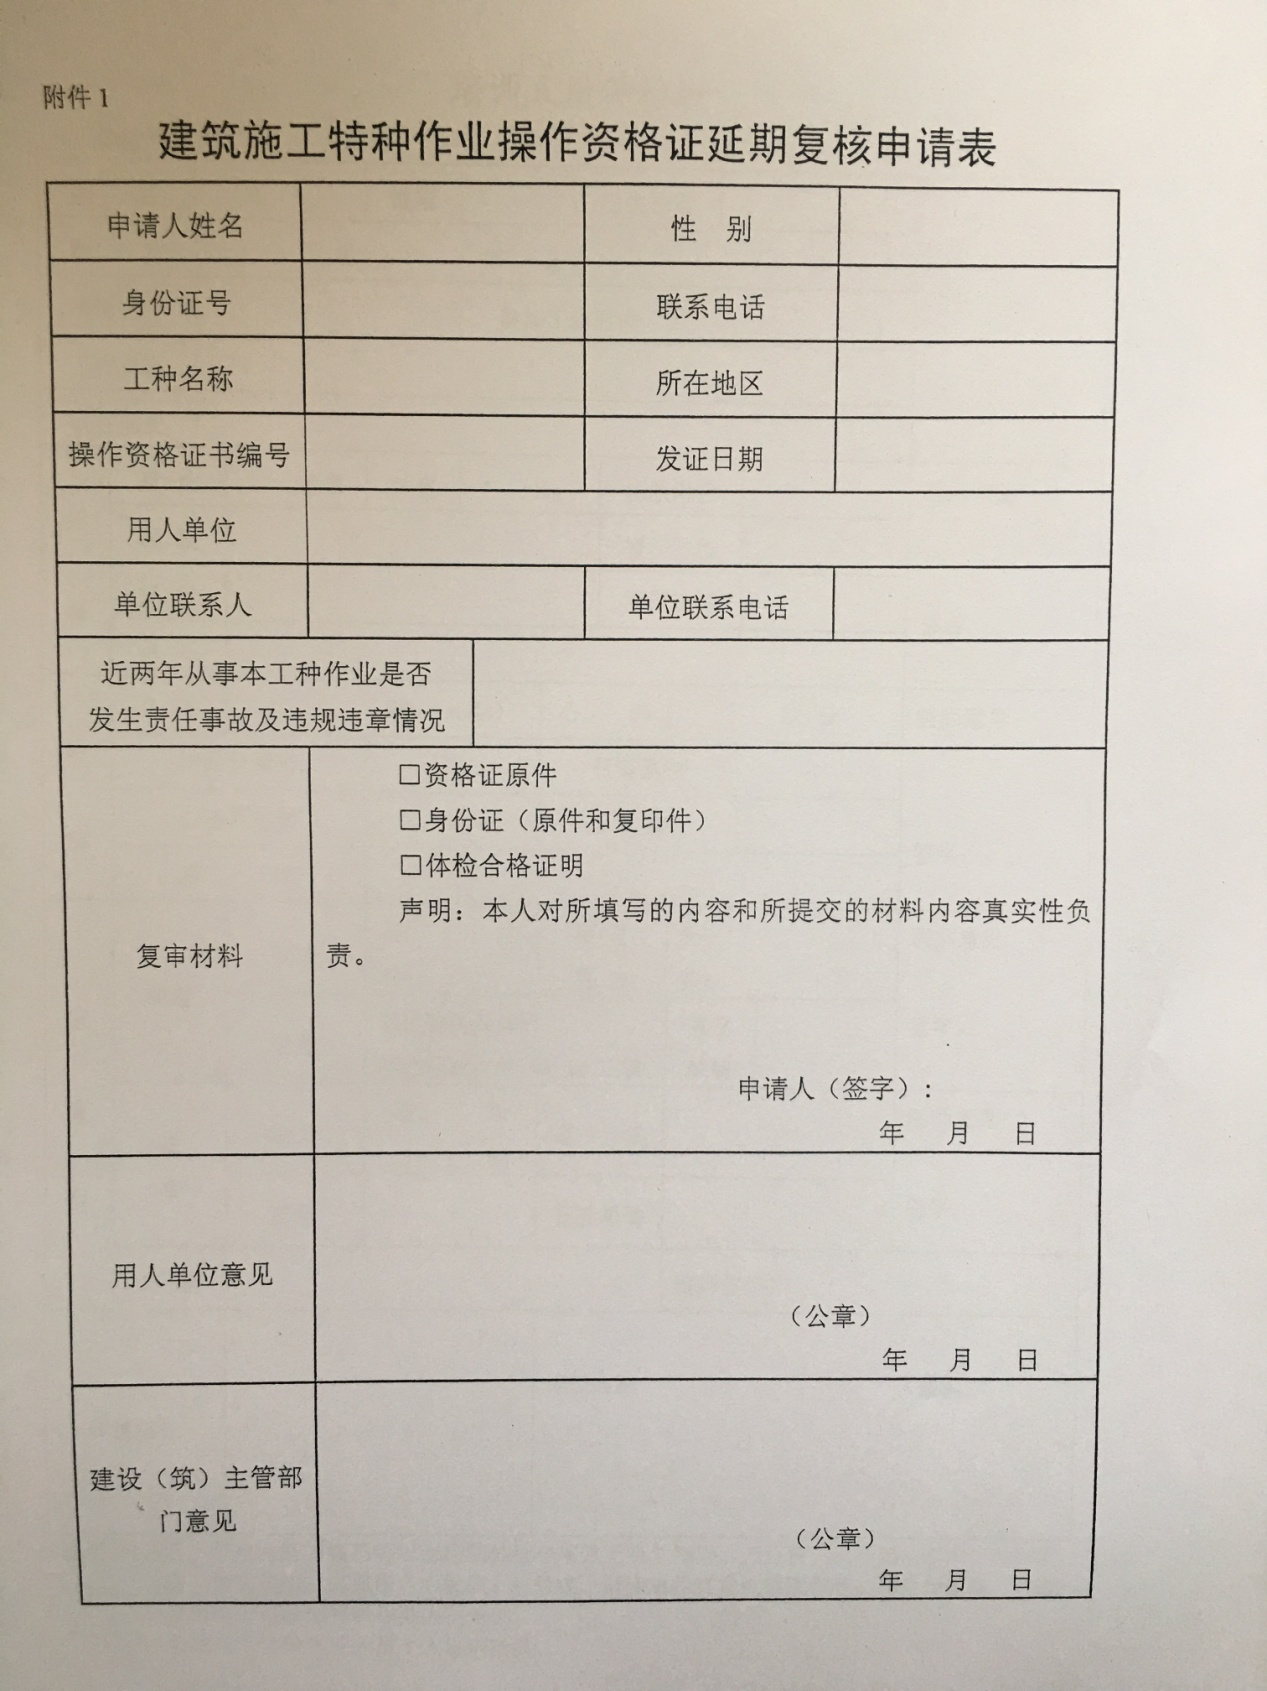 附件 1
建筑施工特种作业操作资格证延期复核申请表
申请人姓名 性 别
身份证号 联系电话
工种名称 所在地区
操作资格证书编号 发证日期
用人单位
单位联系人 单位联系电话
近两年从事本工种作业是否
发生责任事故及违规违章情况
复审材料
□资格证原件
□身份证（原件和复印件）
□体检合格证明
声明：本人对所填写的内容和所提交的材料内容真实性负
责。
申请人（签字）:
年 月 日
用人单位意见
（公章）
年 月 日
建设（筑）主管部
门意见
（公章）
年 月 日